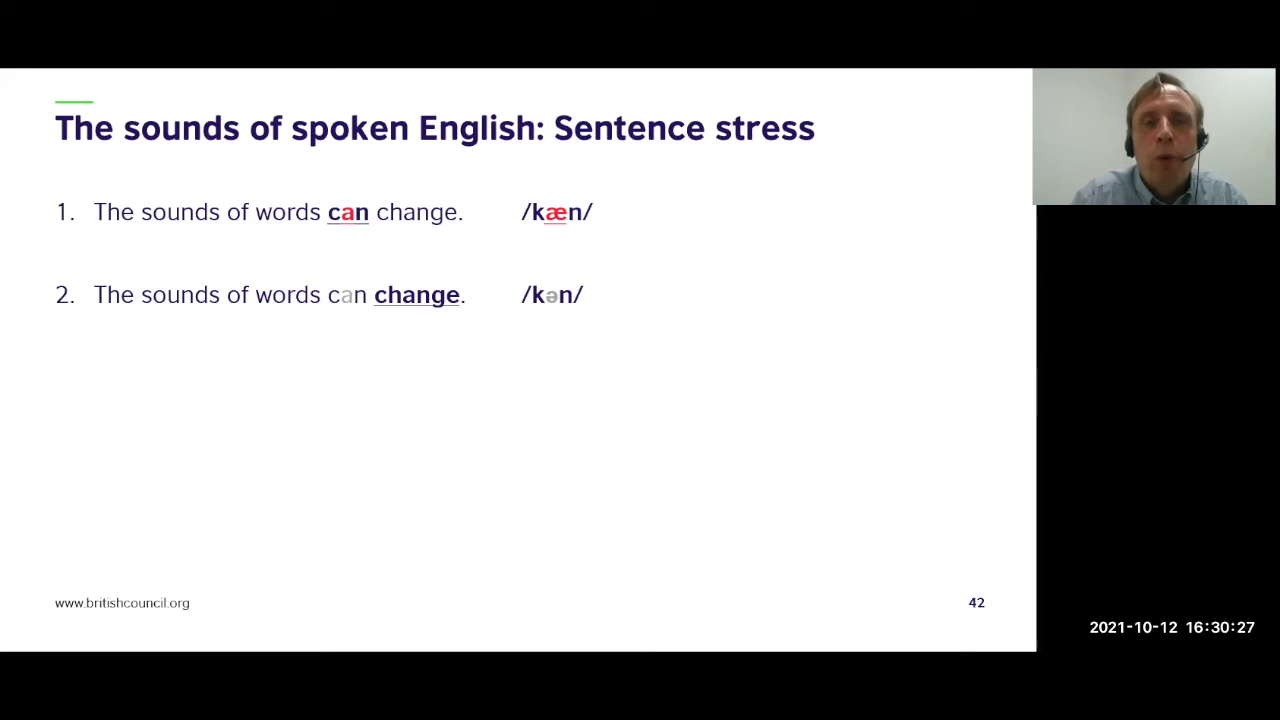 The sounds of spoken English: Sentence stress
1. The sounds of words can change. /kæn/
2. The sounds of words can change. /kən/
www.britishcouncil.org 42
2021-10-12 16:30:27